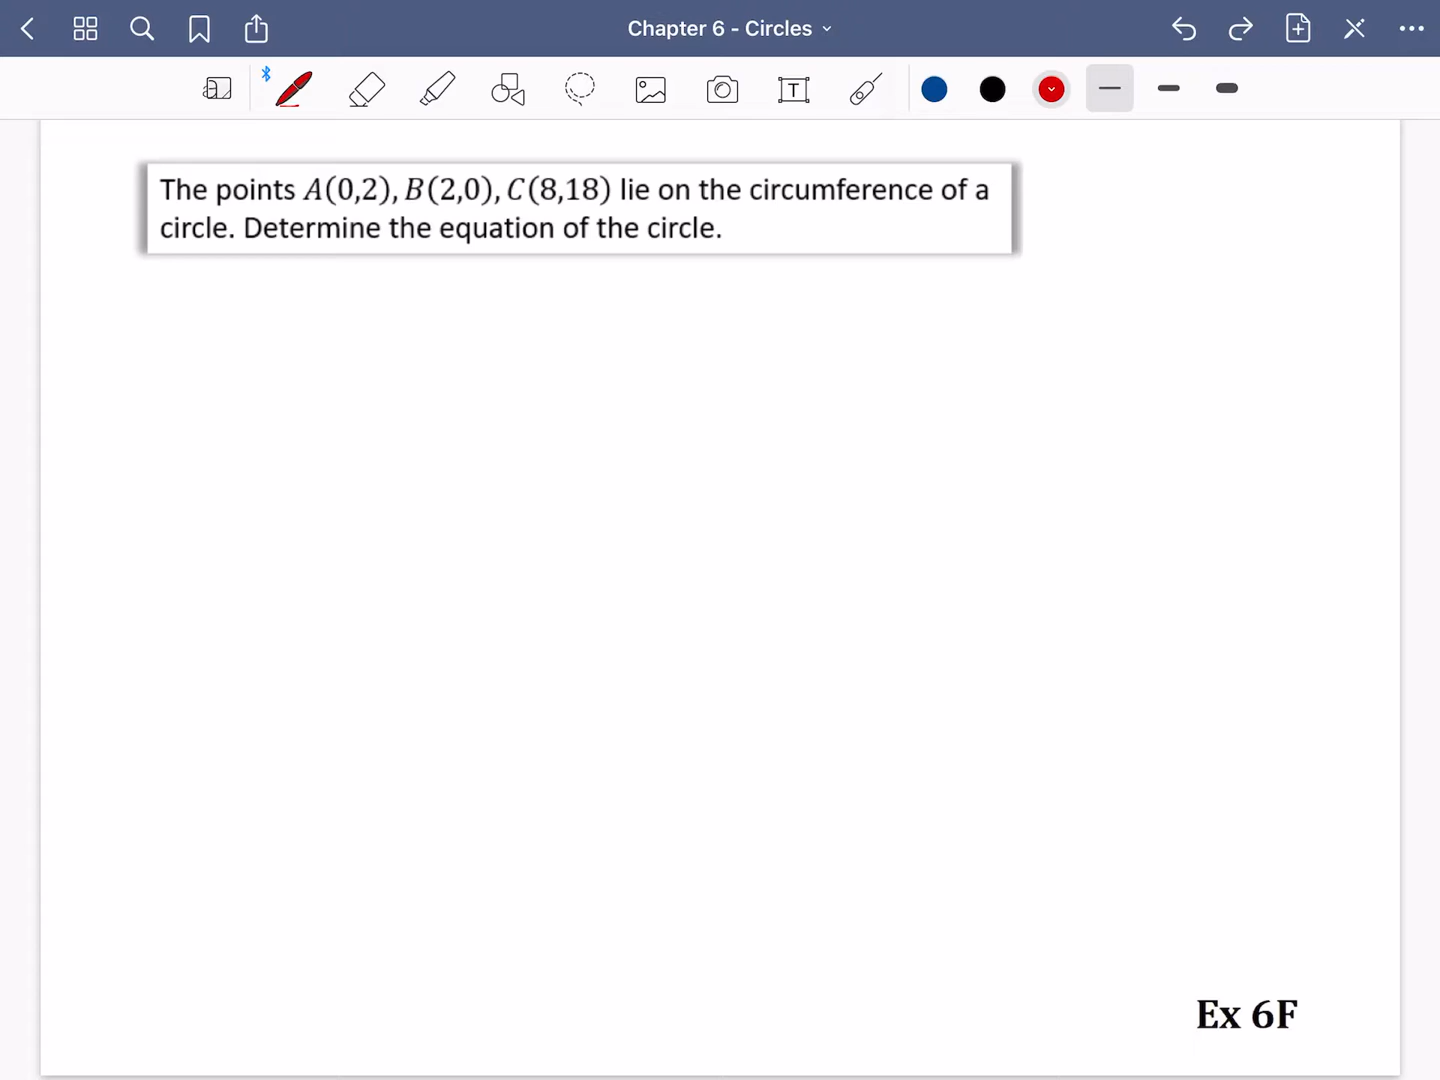 Chapter 6 - Circles
T
The points A(0,2), B(2,0), C(8,18) lie on the circumference of a
circle. Determine the equation of the circle.
Ex 6F